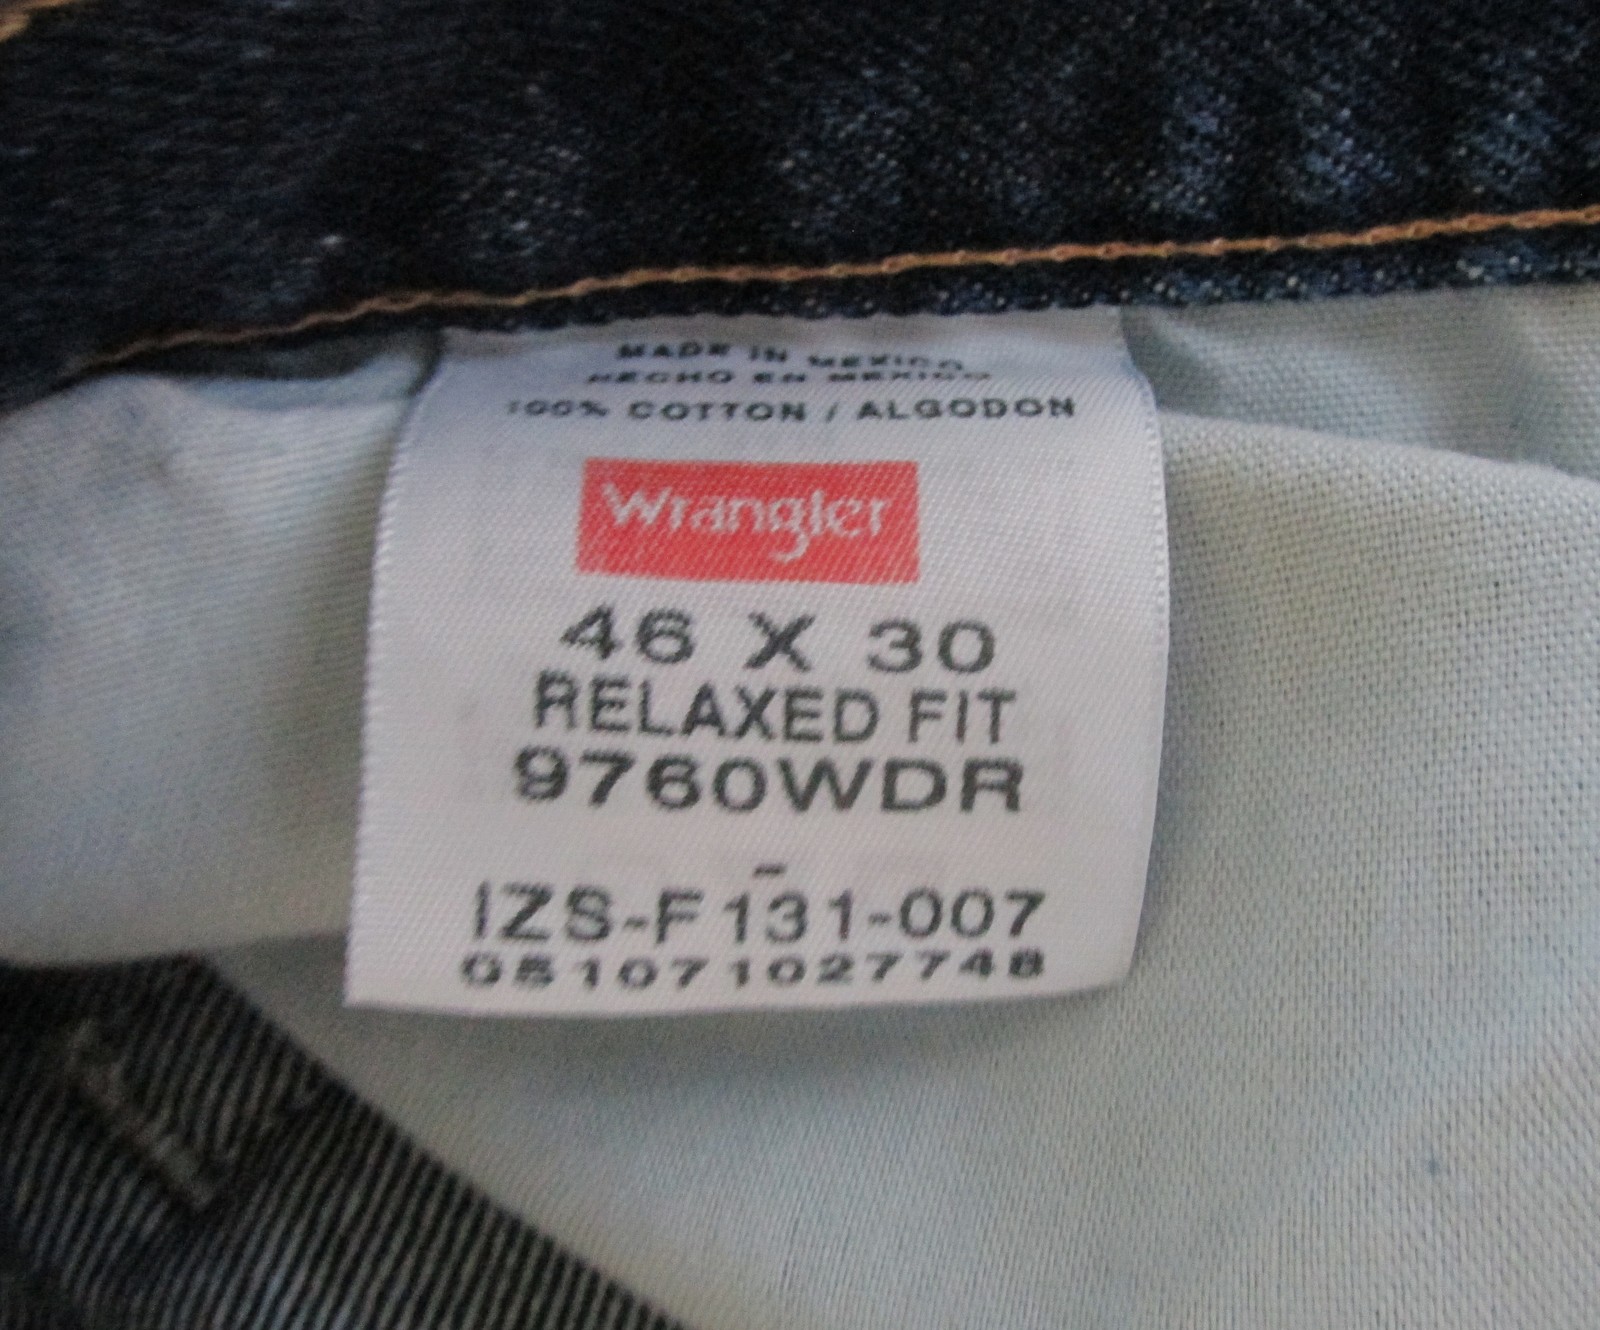 MADE IN MEXICO
HECHO EN MEXICO
100% COTTON / ALGODON
Wrangler
46 X 30
RELAXED FIT
9760WDR
-
IZS-F131-007
051071027748